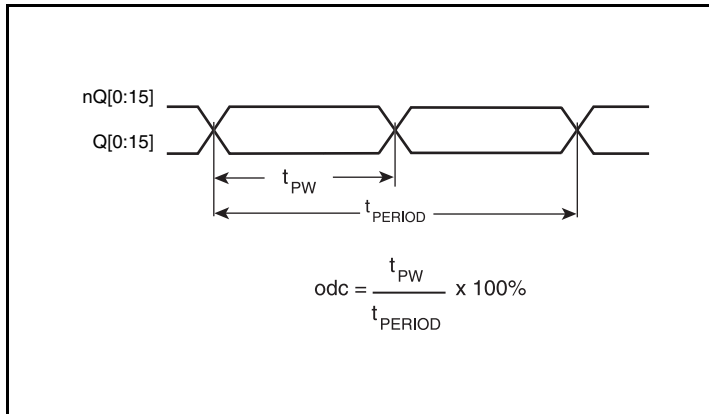 nQ[0:15]
Q[0:15]
tPW
tPERIOD
odc = tPW / tPERIOD x 100%